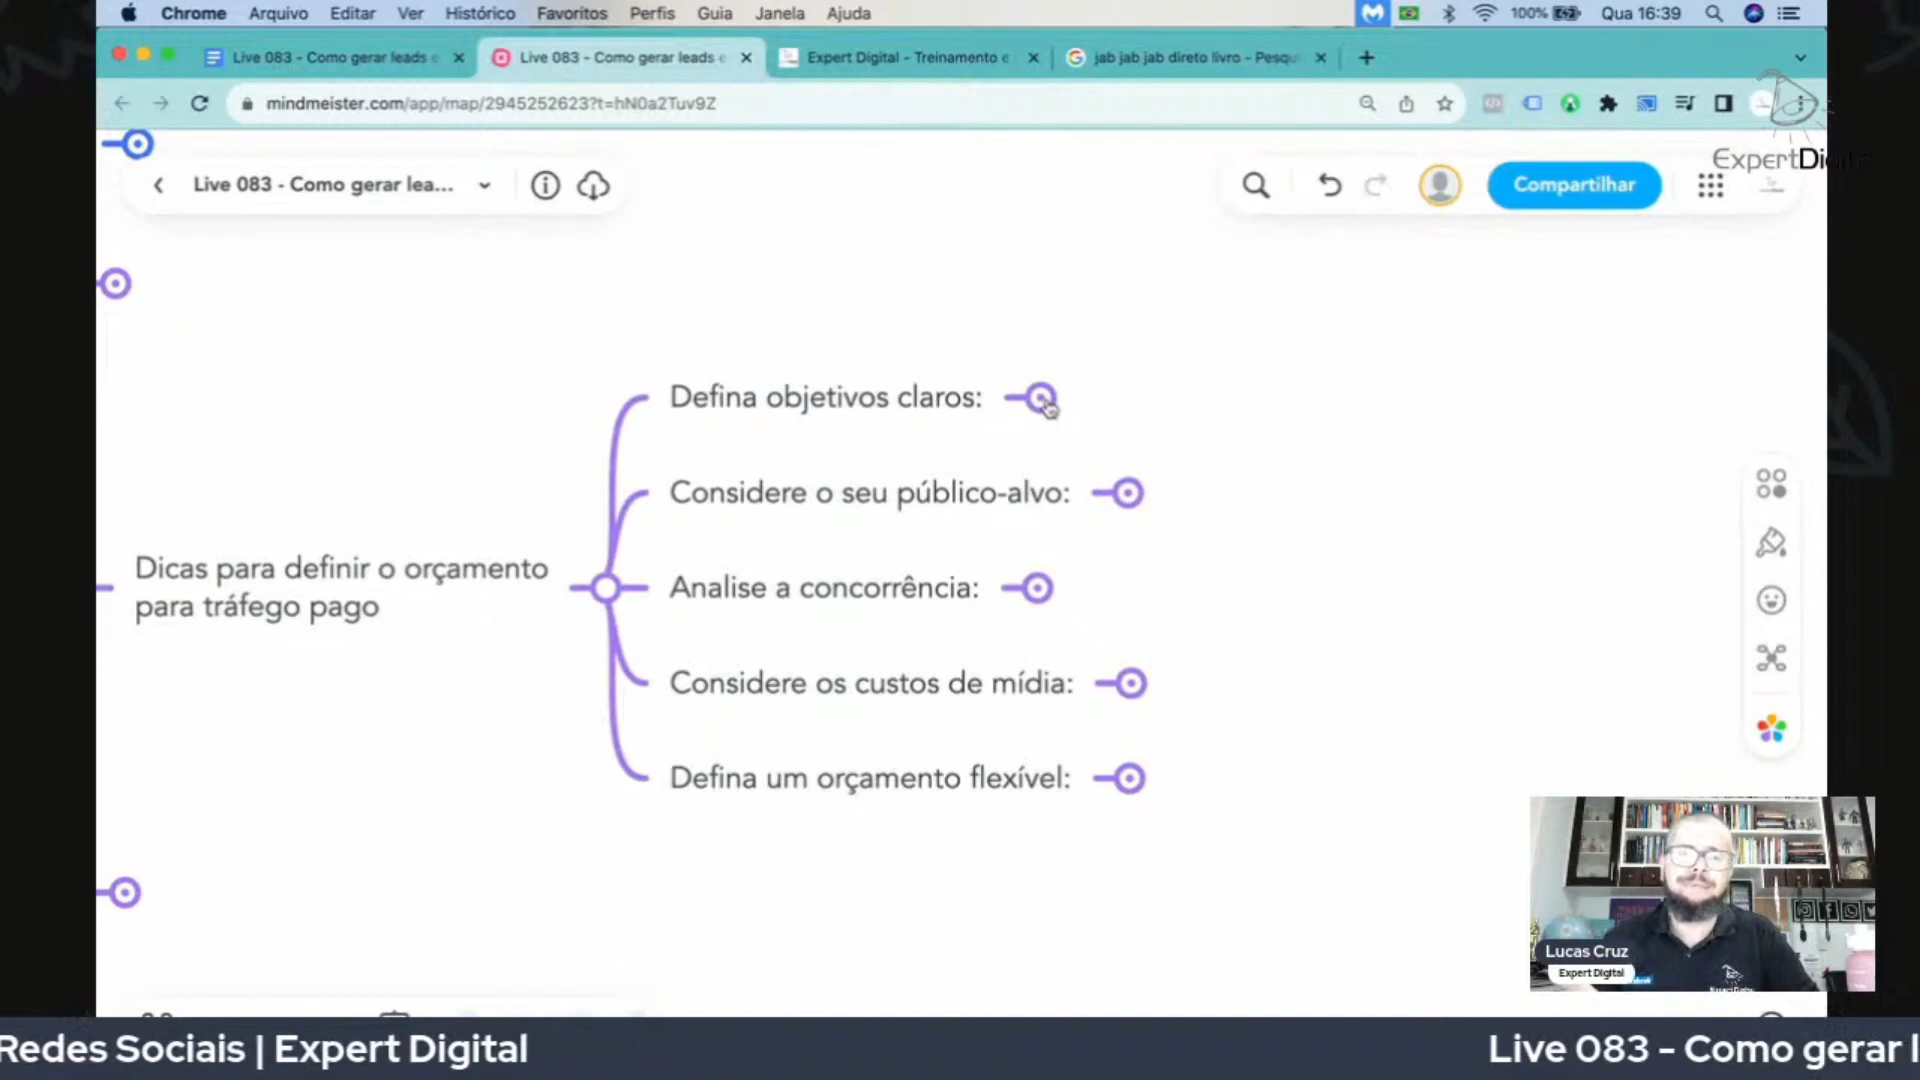 Chrome Arquivo Editar Ver Histórico Favoritos Perfis Guia Janela Ajuda 100% Qua 16:39
Live 083 - Como gerar leads e
Live 083 - Como gerar leads e
Expert Digital - Treinamento e
jab jab jab direto livro - Pesqu
mindmeister.com/app/map/2945252623?t=hN0a2Tuv9Z
ExpertDigital
Live 083 - Como gerar lea...
Compartilhar
Defina objetivos claros:
Considere o seu público-alvo:
Dicas para definir o orçamento
para tráfego pago
Analise a concorrência:
Considere os custos de mídia:
Defina um orçamento flexível:
Lucas Cruz
Expert Digital
Redes Sociais | Expert Digital
Live 083 - Como gerar l